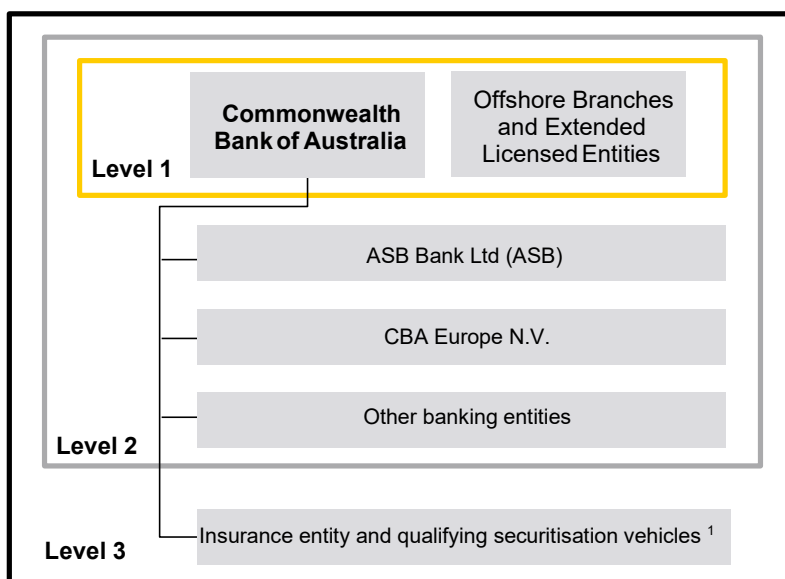 Commonwealth
Bank of Australia
Offshore Branches
and Extended
Licensed Entities
Level 1
ASB Bank Ltd (ASB)
CBA Europe N.V.
Other banking entities
Level 2
Insurance entity and qualifying securitisation vehicles 1
Level 3